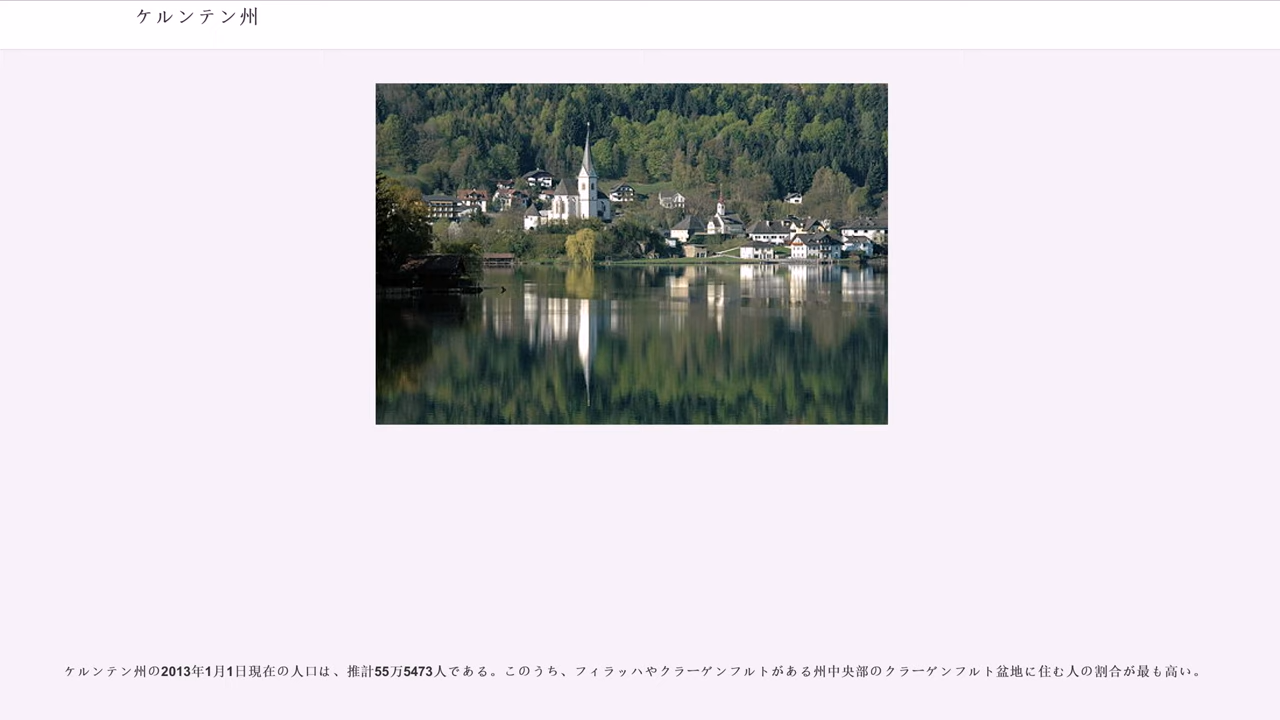 ケルンテン州
ケルンテン州の2013年1月1日現在の人口は、推計55万5473人である。このうち、フィラッハやクラーゲンフルトがある州中央部のクラーゲンフルト盆地に住む人の割合が最も高い。